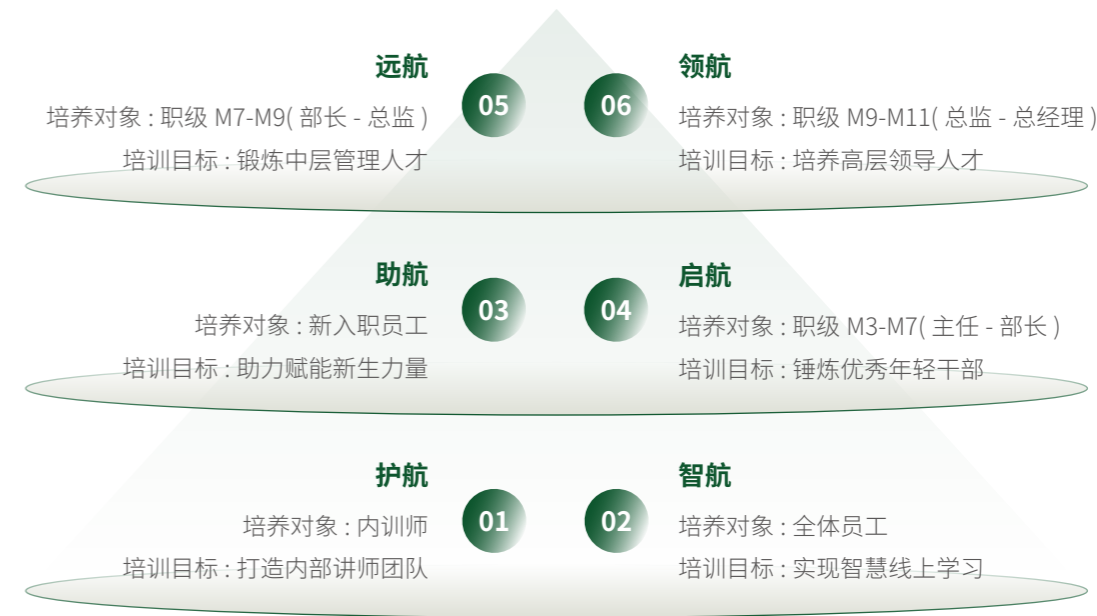 远航
培养对象 : 职级 M7-M9( 部长 - 总监 )
培训目标 : 锻炼中层管理人才
05
06
领航
培养对象 : 职级 M9-M11( 总监 - 总经理 )
培训目标 : 培养高层领导人才
助航
培养对象 : 新入职员工
培训目标 : 助力赋能新生力量
03
04
启航
培养对象 : 职级 M3-M7( 主任 - 部长 )
培训目标 : 锤炼优秀年轻干部
护航
培养对象 : 内训师
培训目标 : 打造内部讲师团队
01
02
智航
培养对象 : 全体员工
培训目标 : 实现智慧线上学习